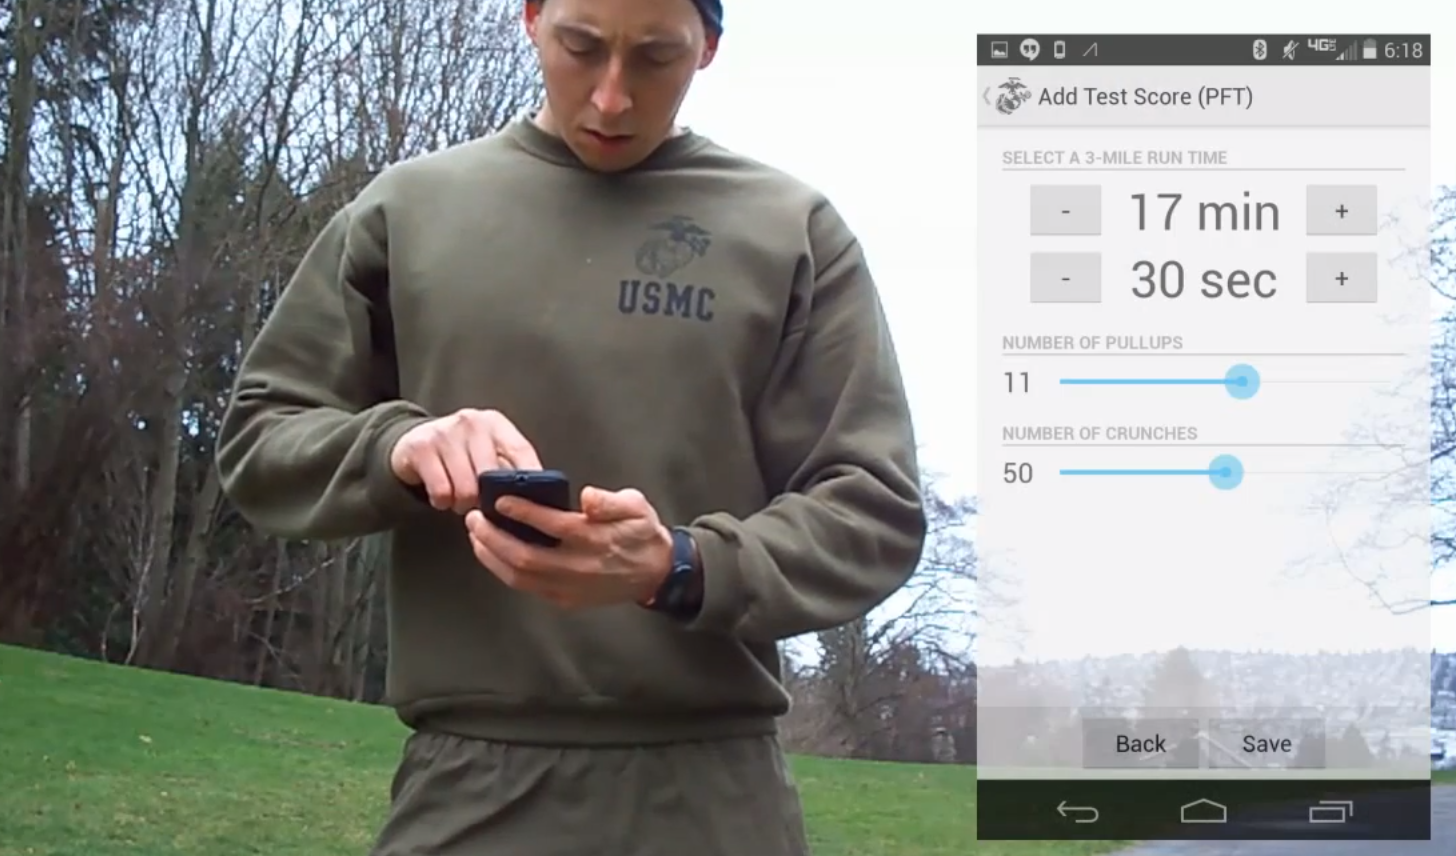 USMC
4G 6:18
Add Test Score (PFT)
SELECT A 3-MILE RUN TIME
- 17 min +
- 30 sec +
NUMBER OF PULLUPS
11
NUMBER OF CRUNCHES
50
Back Save